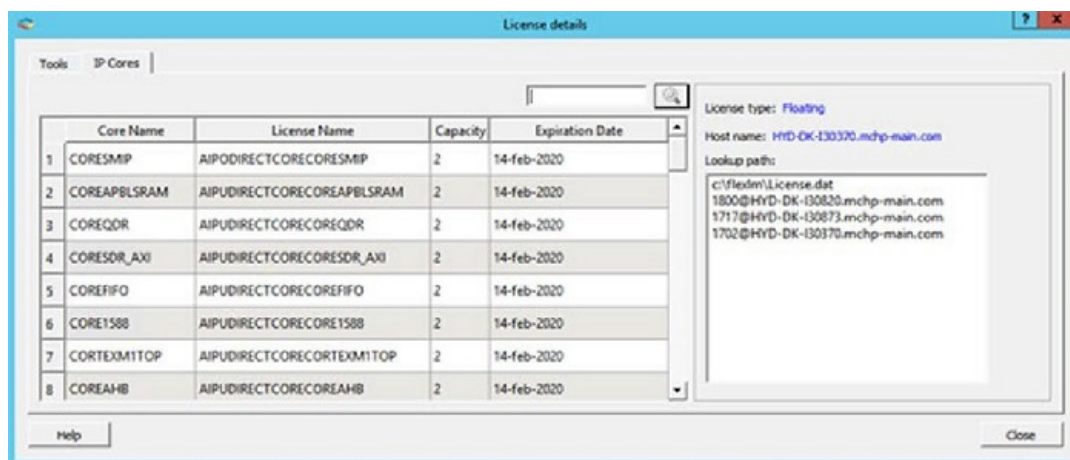 License details
? x
Tools IP Cores
Core Name License Name Capacity Expiration Date
1 CORESMIP AIPODIRECTCORECORESMIP 2 14-feb-2020
2 COREAPBLSRAM AIPUDIRECTCORECOREAPBLSRAM 2 14-feb-2020
3 COREQDR AIPUDIRECTCORECOREQDR 2 14-feb-2020
4 CORESDR_AXI AIPUDIRECTCORECORESDR_AXI 2 14-feb-2020
5 COREFIFO AIPUDIRECTCORECOREFIFO 2 14-feb-2020
6 CORE1588 AIPUDIRECTCORECORE1588 2 14-feb-2020
7 CORTEXM1TOP AIPUDIRECTCORECORTEXM1TOP 2 14-feb-2020
8 COREAHB AIPUDIRECTCORECOREAHB 2 14-feb-2020
License type: Floating
Host name: HYD-DK-I30370.mchp-main.com
Lookup path:
c:\flexlm\License.dat
1800@HYD-DK-I30820.mchp-main.com
1717@HYD-DK-I30873.mchp-main.com
1702@HYD-DK-I30370.mchp-main.com
Help Close